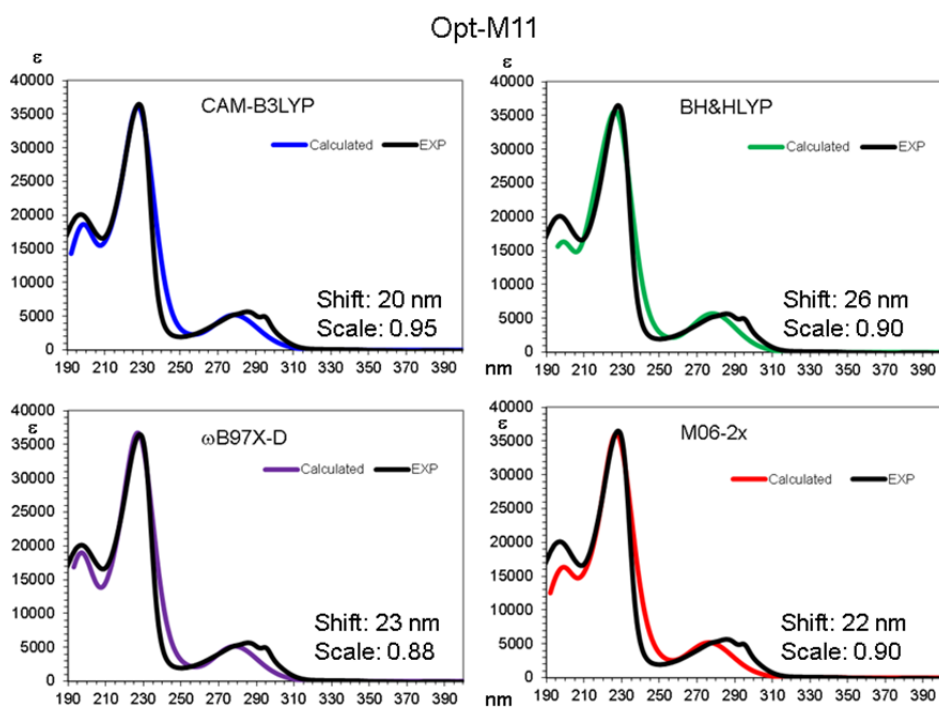 Opt-M11
ε
40000
35000
30000
25000
20000
15000
10000
5000
0
CAM-B3LYP
Calculated EXP
Shift: 20 nm
Scale: 0.95
190 210 230 250 270 290 310 330 350 370 390
nm
ε
40000
35000
30000
25000
20000
15000
10000
5000
0
BH&HLYP
Calculated EXP
Shift: 26 nm
Scale: 0.90
190 210 230 250 270 290 310 330 350 370 390
ε
40000
35000
30000
25000
20000
15000
10000
5000
0
ωB97X-D
Calculated EXP
Shift: 23 nm
Scale: 0.88
190 210 230 250 270 290 310 330 350 370 390
nm
ε
40000
35000
30000
25000
20000
15000
10000
5000
0
M06-2x
Calculated EXP
Shift: 22 nm
Scale: 0.90
190 210 230 250 270 290 310 330 350 370 390